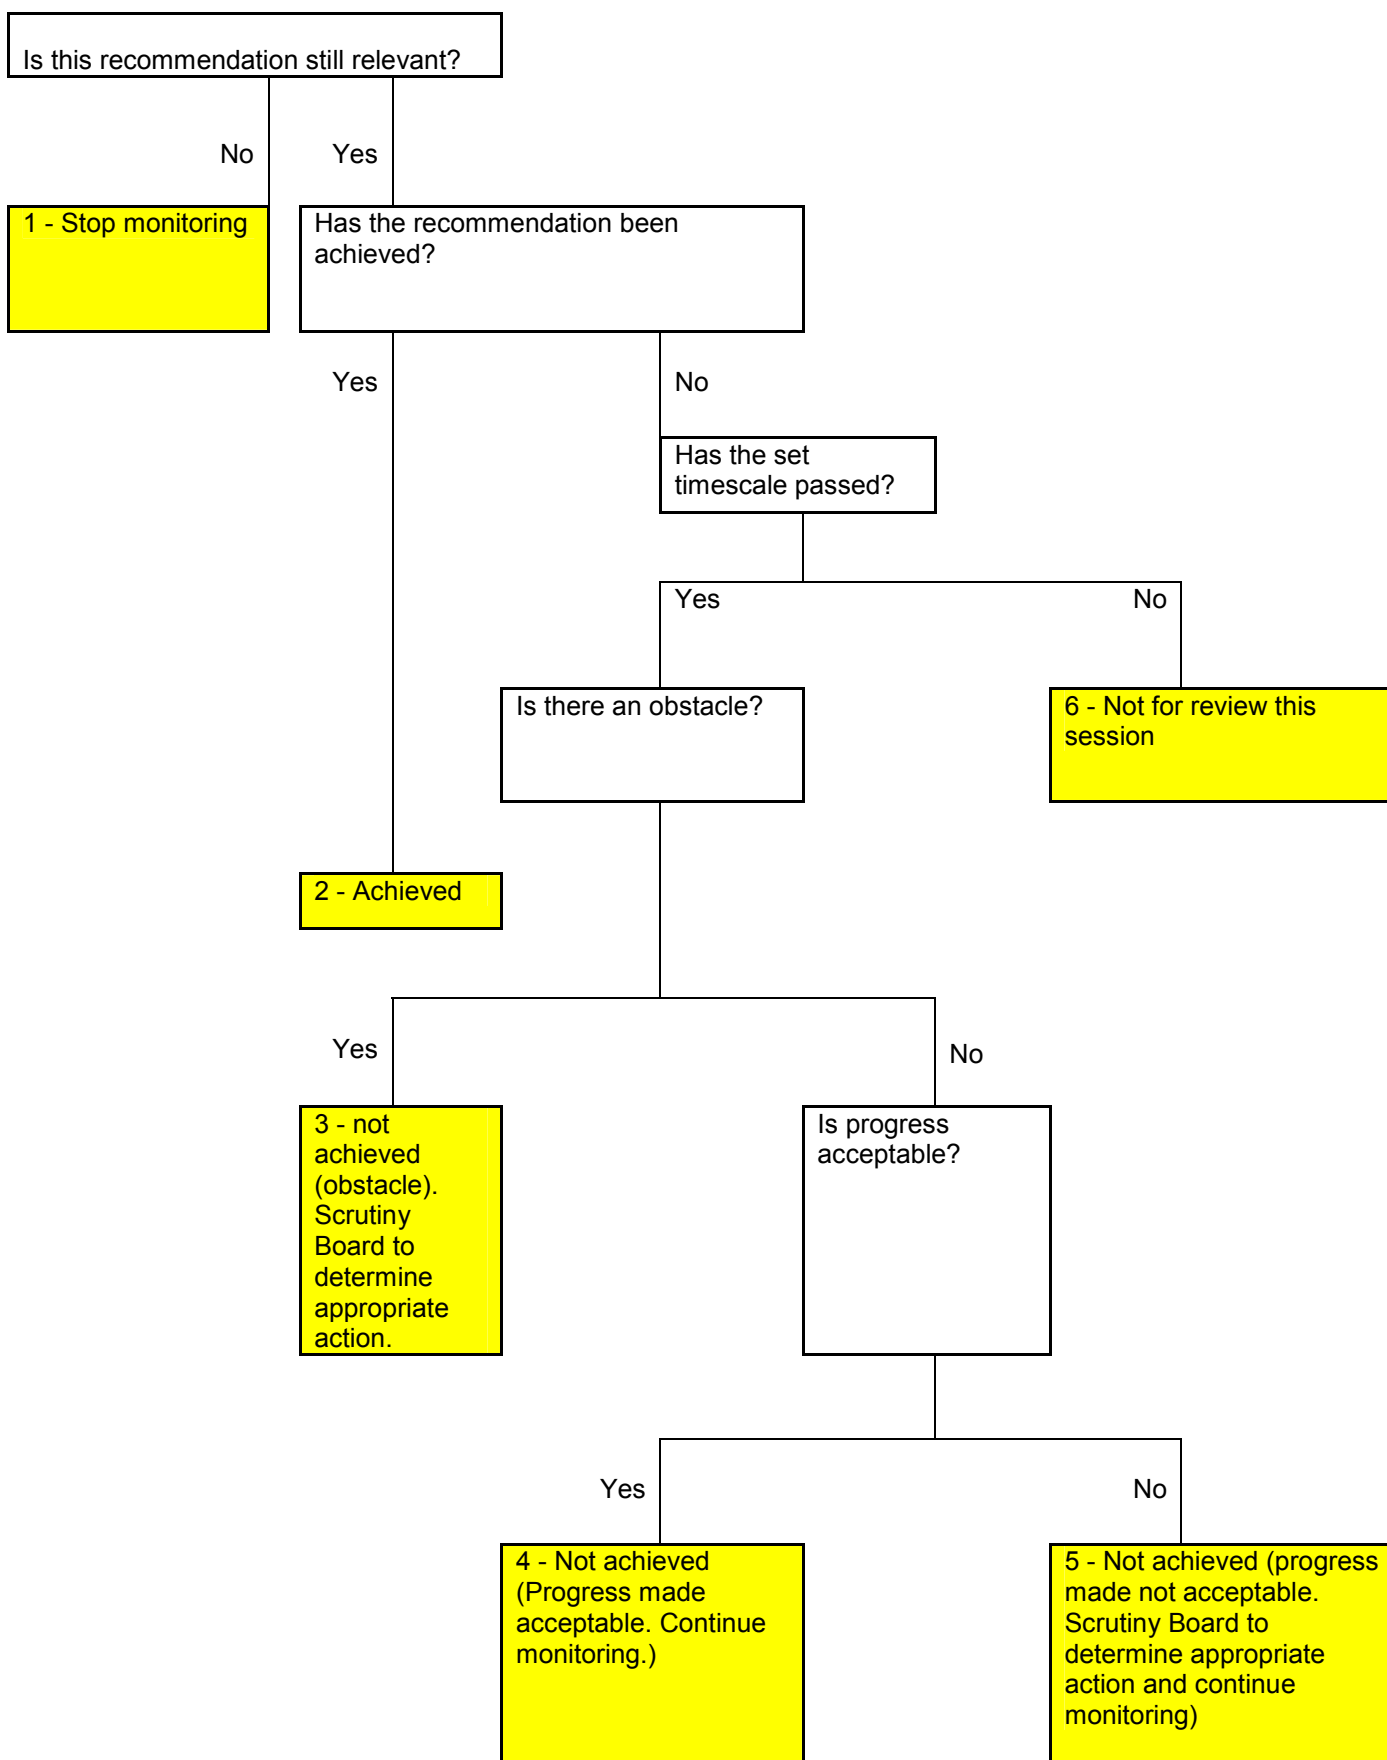 Is this recommendation still relevant?
No
Yes
1 - Stop monitoring
Has the recommendation been
achieved?
Yes
No
Has the set
timescale passed?
Yes
No
Is there an obstacle?
6 - Not for review this
session
2 - Achieved
Yes
No
3 - not
achieved
(obstacle).
Scrutiny
Board to
determine
appropriate
action.
Is progress
acceptable?
Yes
No
4 - Not achieved
(Progress made
acceptable. Continue
monitoring.)
5 - Not achieved (progress
made not acceptable.
Scrutiny Board to
determine appropriate
action and continue
monitoring)